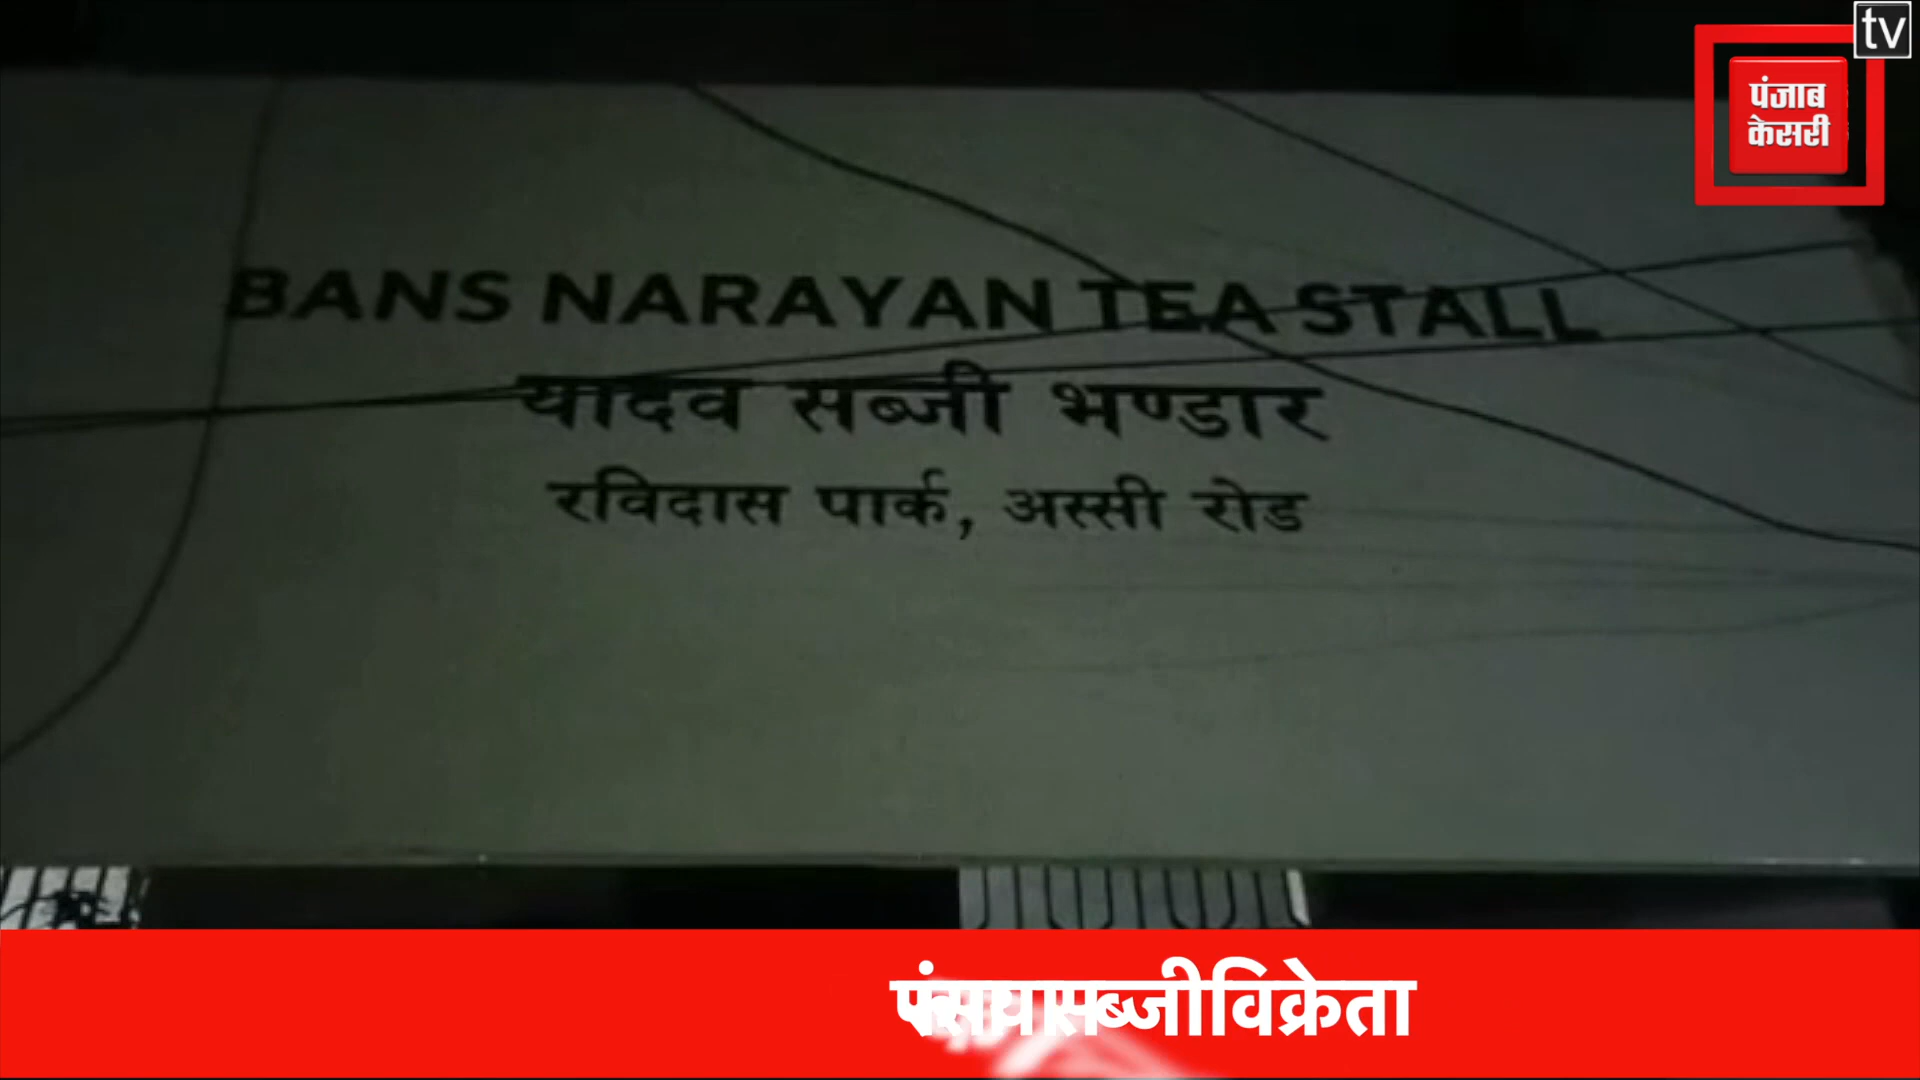 tv
पंजाब
केसरी
BANS NARAYAN TEA STALL
यादव सब्जी भण्डार
रविदास पार्क, अस्सी रोड
सब्जी विक्रेता